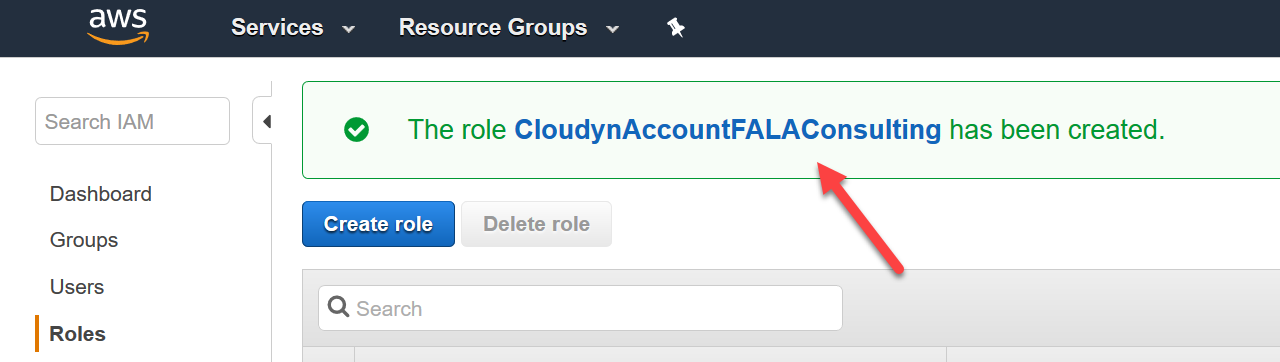 aws
Services
Resource Groups
Search IAM
Dashboard
Groups
Users
Roles
The role CloudynAccountFALAConsulting has been created.
Create role
Delete role
Search